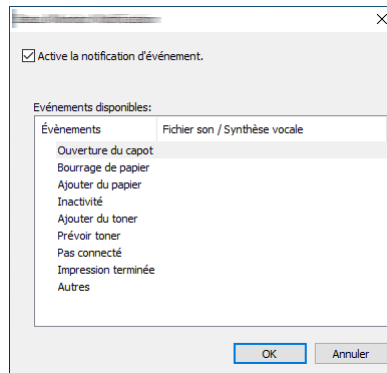 Active la notification d'événement.
Evénements disponibles:
Évènements Fichier son / Synthèse vocale
Ouverture du capot
Bourrage de papier
Ajouter du papier
Inactivité
Ajouter du toner
Prévoir toner
Pas connecté
Impression terminée
Autres
OK Annuler